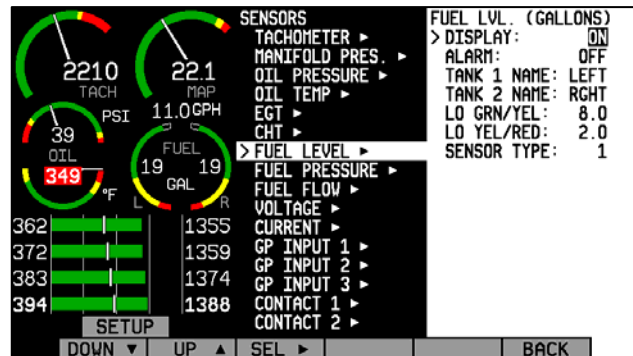 2210
TACH
22.1
MAP
11.0 GPH
PSI
39
OIL
349
°F
FUEL
19 19
GAL
L R
362 1355
372 1359
383 1374
394 1388
SETUP
SENSORS
TACHOMETER ►
MANIFOLD PRES. ►
OIL PRESSURE ►
OIL TEMP ►
EGT ►
CHT ►
> FUEL LEVEL ►
FUEL PRESSURE ►
FUEL FLOW ►
VOLTAGE ►
CURRENT ►
GP INPUT 1 ►
GP INPUT 2 ►
GP INPUT 3 ►
CONTACT 1 ►
CONTACT 2 ►
FUEL LVL. (GALLONS)
> DISPLAY: ON
ALARM: OFF
TANK 1 NAME: LEFT
TANK 2 NAME: RGHT
LO GRN/YEL: 8.0
LO YEL/RED: 2.0
SENSOR TYPE: 1
DOWN ▼ UP ▲ SEL ► BACK